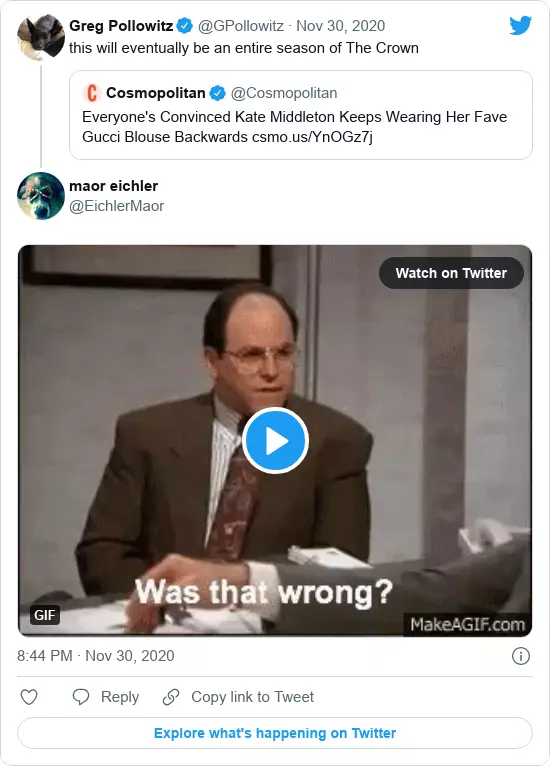 Greg Pollowitz @GPollowitz · Nov 30, 2020
this will eventually be an entire season of The Crown
Cosmopolitan @Cosmopolitan
Everyone's Convinced Kate Middleton Keeps Wearing Her Fave
Gucci Blouse Backwards csmo.us/YnOGz7j
maor eichler
@EichlerMaor
Watch on Twitter
Was that wrong?
GIF
MakeAGIF.com
8:44 PM · Nov 30, 2020
Reply
Copy link to Tweet
Explore what's happening on Twitter